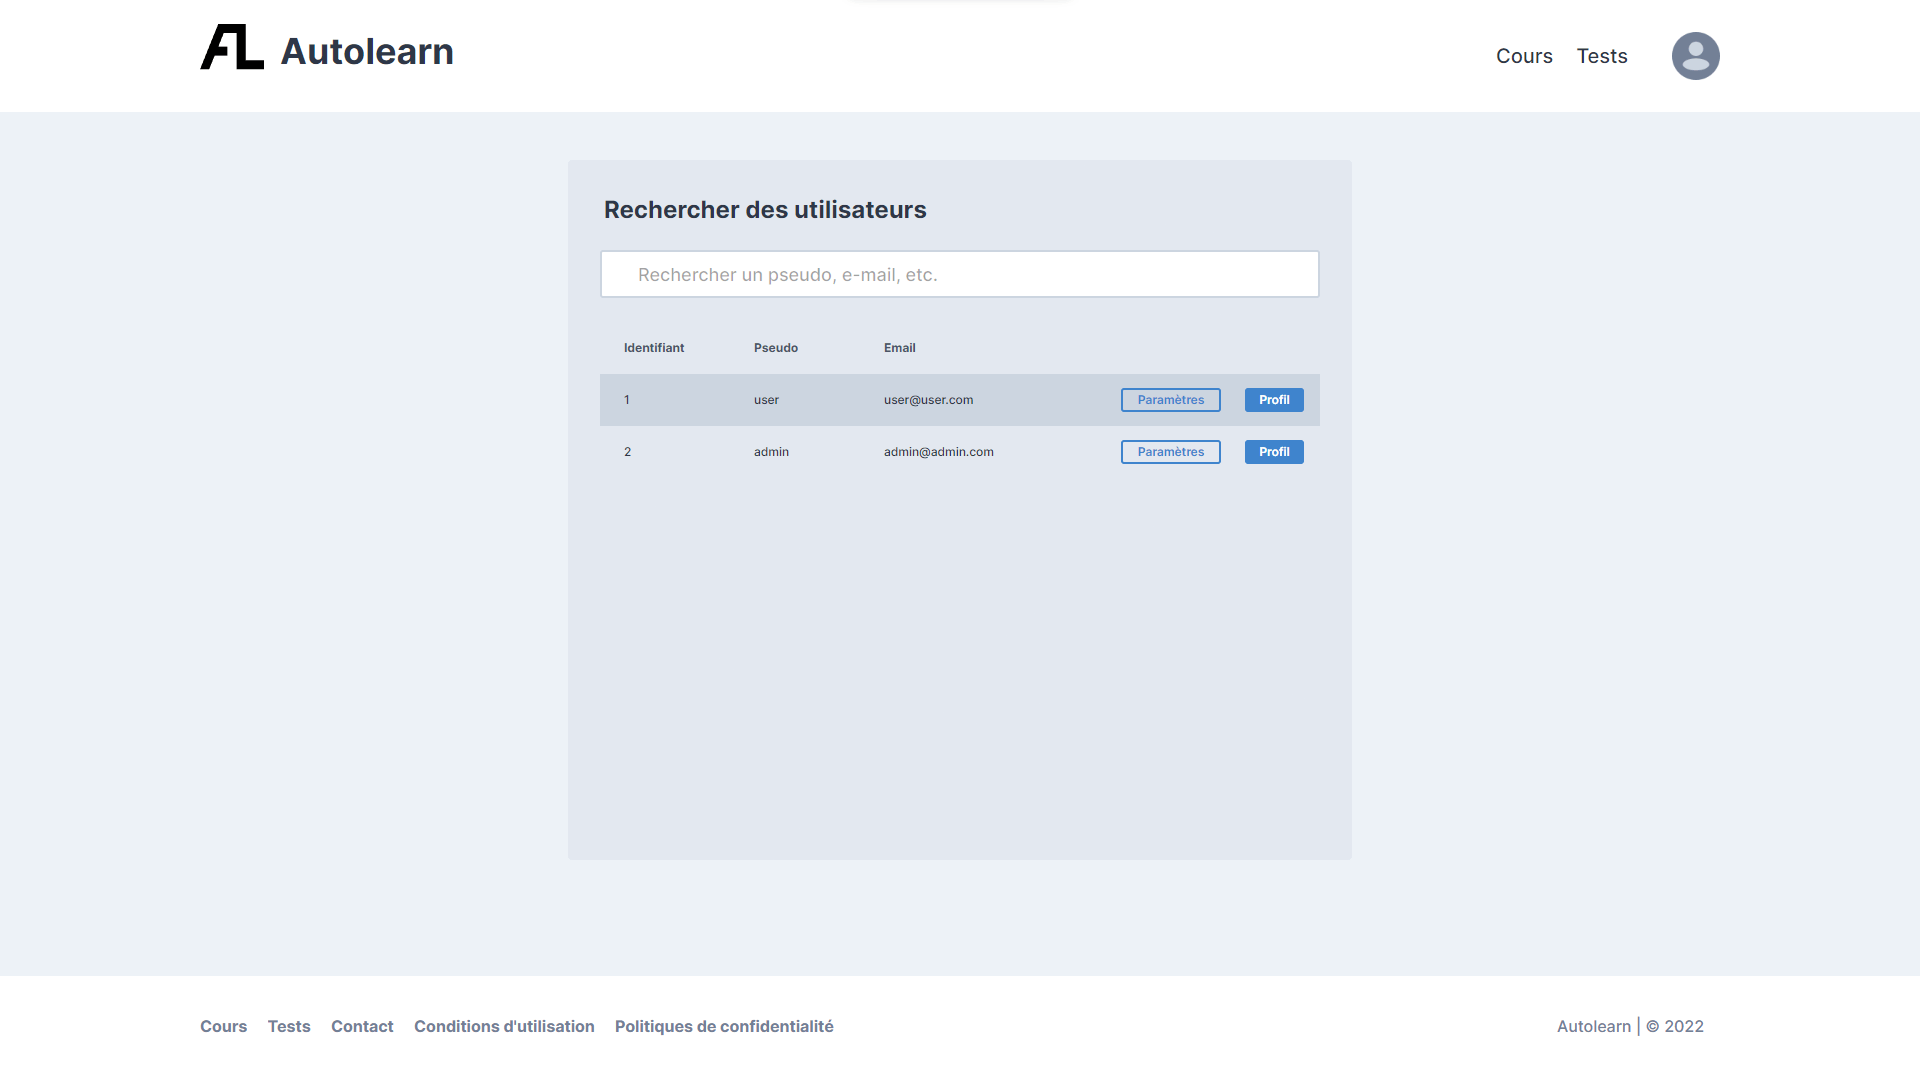 AL Autolearn
Cours Tests
Rechercher des utilisateurs
Rechercher un pseudo, e-mail, etc.
Identifiant Pseudo Email
1 user user@user.com Paramètres Profil
2 admin admin@admin.com Paramètres Profil
Cours Tests Contact Conditions d'utilisation Politiques de confidentialité Autolearn | © 2022